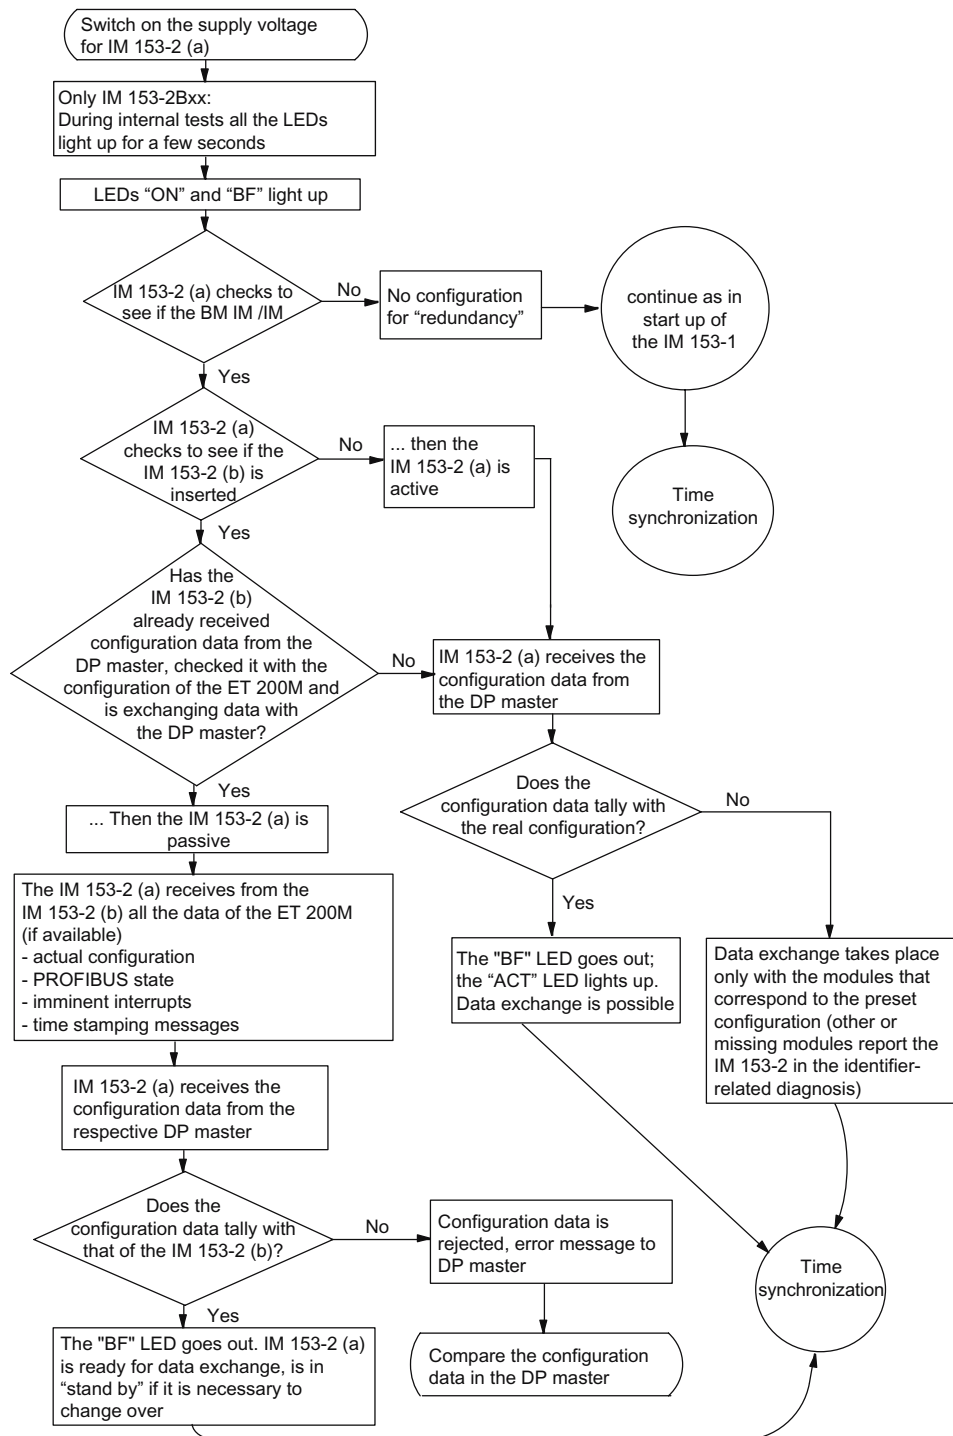 Switch on the supply voltage
for IM 153-2 (a)
Only IM 153-2Bxx:
During internal tests all the LEDs
light up for a few seconds
LEDs “ON” and “BF” light up
IM 153-2 (a) checks to
see if the BM IM /IM
No
No configuration
for “redundancy”
continue as in
start up of
the IM 153-1
Yes
IM 153-2 (a)
checks to see if the
IM 153-2 (b) is
inserted
No
... then the
IM 153-2 (a) is
active
Time
synchronization
Yes
Has the
IM 153-2 (b)
already received
configuration data from the
DP master, checked it with the
configuration of the ET 200M and
is exchanging data with
the DP master?
No
IM 153-2 (a) receives the
configuration data from
the DP master
Yes
... Then the IM 153-2 (a) is
passive
Does the
configuration data tally with
the real configuration?
No
Yes
The IM 153-2 (a) receives from the
IM 153-2 (b) all the data of the ET 200M
(if available)
- actual configuration
- PROFIBUS state
- imminent interrupts
- time stamping messages
The "BF" LED goes out;
the “ACT” LED lights up.
Data exchange is possible
Data exchange takes place
only with the modules that
correspond to the preset
configuration (other or
missing modules report the
IM 153-2 in the identifier-
related diagnosis)
IM 153-2 (a) receives the
configuration data from the
respective DP master
Does the
configuration data tally with
that of the IM 153-2 (b)?
No
Configuration data is
rejected, error message to
DP master
Time
synchronization
Yes
The "BF" LED goes out. IM 153-2 (a)
is ready for data exchange, is in
“stand by” if it is necessary to
change over
Compare the configuration
data in the DP master